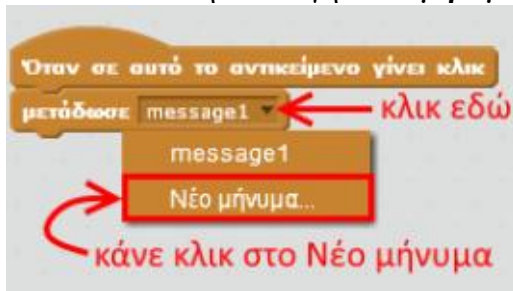 Όταν σε αυτό το αντικείμενο γίνει κλικ
μετάδωσε message1 κλικ εδώ
message1
Νέο μήνυμα...
κάνε κλικ στο Νέο μήνυμα